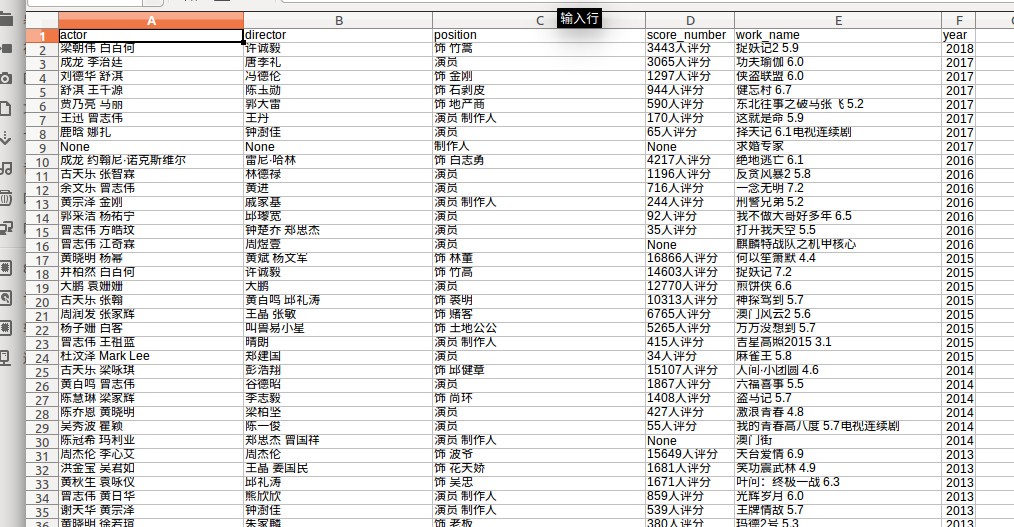 输入行
A B C D E F
1 actor director position score_number work_name year
2 梁朝伟 白百何 许诚毅 饰 竹高 3443人评分 捉妖记2 5.9 2018
3 成龙 李治廷 唐季礼 演员 3065人评分 功夫瑜伽 6.0 2017
4 刘德华 舒淇 冯德伦 饰 金刚 1297人评分 侠盗联盟 6.0 2017
5 舒淇 王千源 陈玉勋 饰 石剥皮 944人评分 健忘村 6.7 2017
6 贾乃亮 马丽 郭大雷 饰 地产商 590人评分 东北往事之破马张飞 5.2 2017
7 王迅 曾志伟 王丹 演员 制作人 170人评分 这就是命 5.9 2017
8 鹿晗 娜扎 钟澍佳 演员 65人评分 择天记 6.1电视连续剧 2017
9 None None 制作人 None 求婚专家 2017
10 成龙 约翰尼·诺克斯维尔 雷尼·哈林 饰 白志勇 4217人评分 绝地逃亡 6.1 2016
11 古天乐 张智霖 林德禄 演员 1196人评分 反贪风暴2 5.8 2016
12 余文乐 曾志伟 黄进 演员 716人评分 一念无明 7.2 2016
13 黄宗泽 金刚 戚家基 演员 制作人 244人评分 刑警兄弟 5.2 2016
14 郭采洁 杨祐宁 邱瓈宽 演员 92人评分 我不做大哥好多年 6.5 2016
15 曾志伟 方皓玟 钟楚乔 郑思杰 演员 35人评分 打开我天空 5.5 2016
16 曾志伟 江奇霖 周煜壹 演员 None 麒麟特战队之机甲核心 2016
17 黄晓明 杨幂 黄斌 杨文军 饰 林董 16866人评分 何以笙箫默 4.4 2015
18 井柏然 白百何 许诚毅 饰 竹高 14603人评分 捉妖记 7.2 2015
19 大鹏 袁姗姗 大鹏 演员 12770人评分 煎饼侠 6.6 2015
20 古天乐 张翰 黄百鸣 邱礼涛 饰 裘明 10313人评分 神探驾到 5.7 2015
21 周润发 张家辉 王晶 张敏 饰 赌客 6765人评分 澳门风云2 5.6 2015
22 杨子姗 白客 叫兽易小星 饰 土地公公 5265人评分 万万没想到 5.7 2015
23 曾志伟 王祖蓝 晴朗 演员 制作人 415人评分 吉星高照2015 3.1 2015
24 杜汶泽 Mark Lee 郑建国 演员 34人评分 麻雀王 5.8 2015
25 古天乐 梁咏琪 彭浩翔 饰 邱健章 15107人评分 人间·小团圆 4.6 2014
26 黄百鸣 曾志伟 谷德昭 演员 1867人评分 六福喜事 5.5 2014
27 陈慧琳 梁家辉 李志毅 饰 尚环 1408人评分 盗马记 5.7 2014
28 陈乔恩 黄晓明 梁柏坚 演员 427人评分 激浪青春 4.8 2014
29 吴秀波 瞿颖 陈一俊 演员 55人评分 我的青春高八度 5.7电视连续剧 2014
30 陈冠希 玛利亚 郑思杰 曾国祥 演员 制作人 None 澳门街 2014
31 周杰伦 李心艾 周杰伦 饰 波爷 15649人评分 天台爱情 6.9 2013
32 洪金宝 吴君如 王晶 姜国民 饰 花天娇 1681人评分 笑功震武林 4.9 2013
33 黄秋生 袁咏仪 邱礼涛 饰 吴忠 1671人评分 叶问：终极一战 6.3 2013
34 曾志伟 黄日华 熊欣欣 演员 制作人 859人评分 光辉岁月 6.0 2013
35 谢天华 黄宗泽 钟澍佳 演员 制作人 539人评分 王牌情敌 5.7 2013
36 黄晓明 徐若瑄 朱家麟 饰 老板 380人评分 玛德2号 5.3 2013